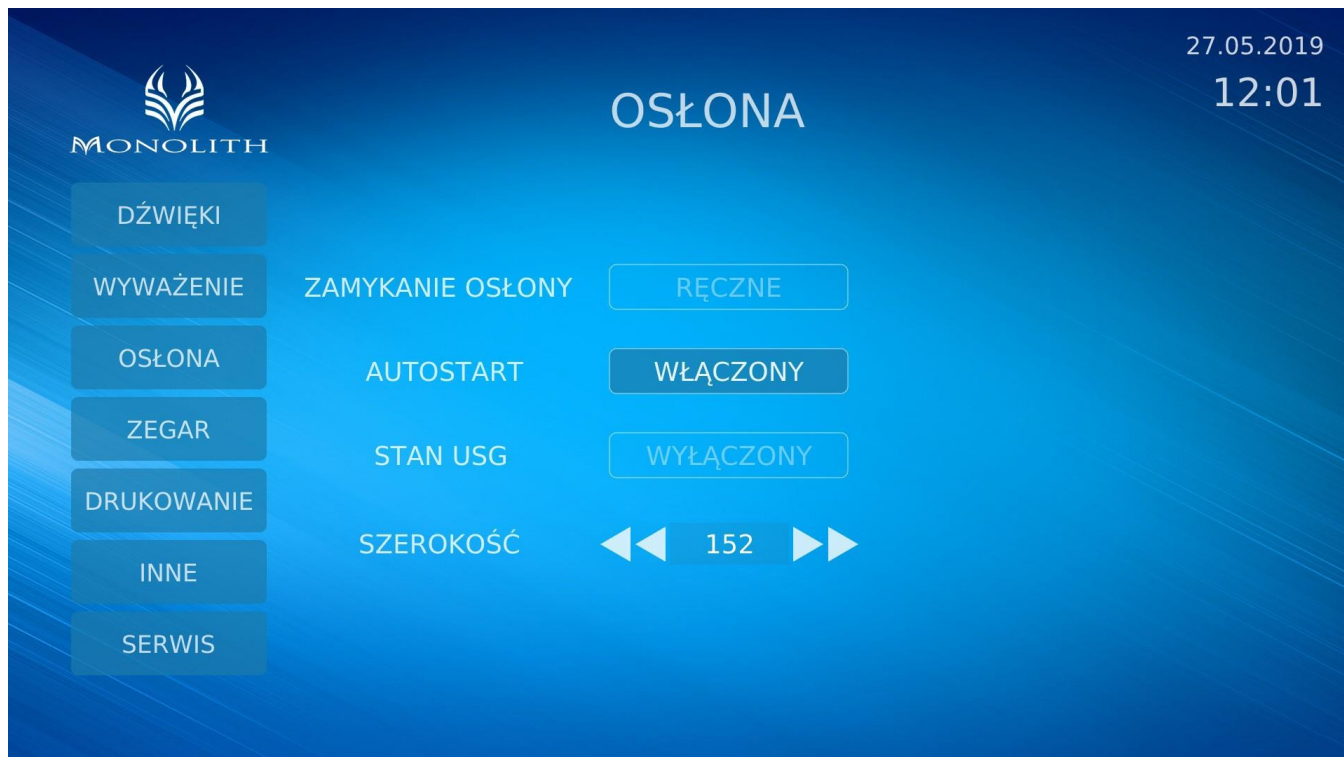 27.05.2019
12:01
MONOLITH
OSŁONA
DŹWIĘKI
WYWAŻENIE
OSŁONA
ZEGAR
DRUKOWANIE
INNE
SERWIS
ZAMYKANIE OSŁONY RĘCZNE
AUTOSTART WŁĄCZONY
STAN USG WYŁĄCZONY
SZEROKOŚĆ 152